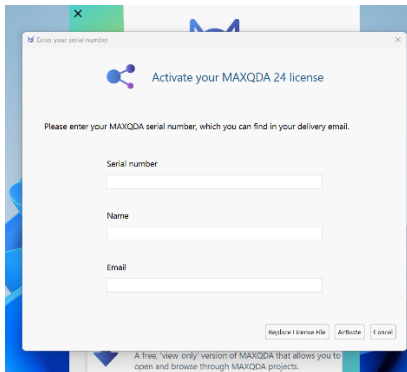 Enter your serial number
Activate your MAXQDA 24 license
Please enter your MAXQDA serial number, which you can find in your delivery email.
Serial number
Name
Email
Replace License File Activate Cancel
A free, 'view only' version of MAXQDA that allows you to
open and browse through MAXQDA projects.